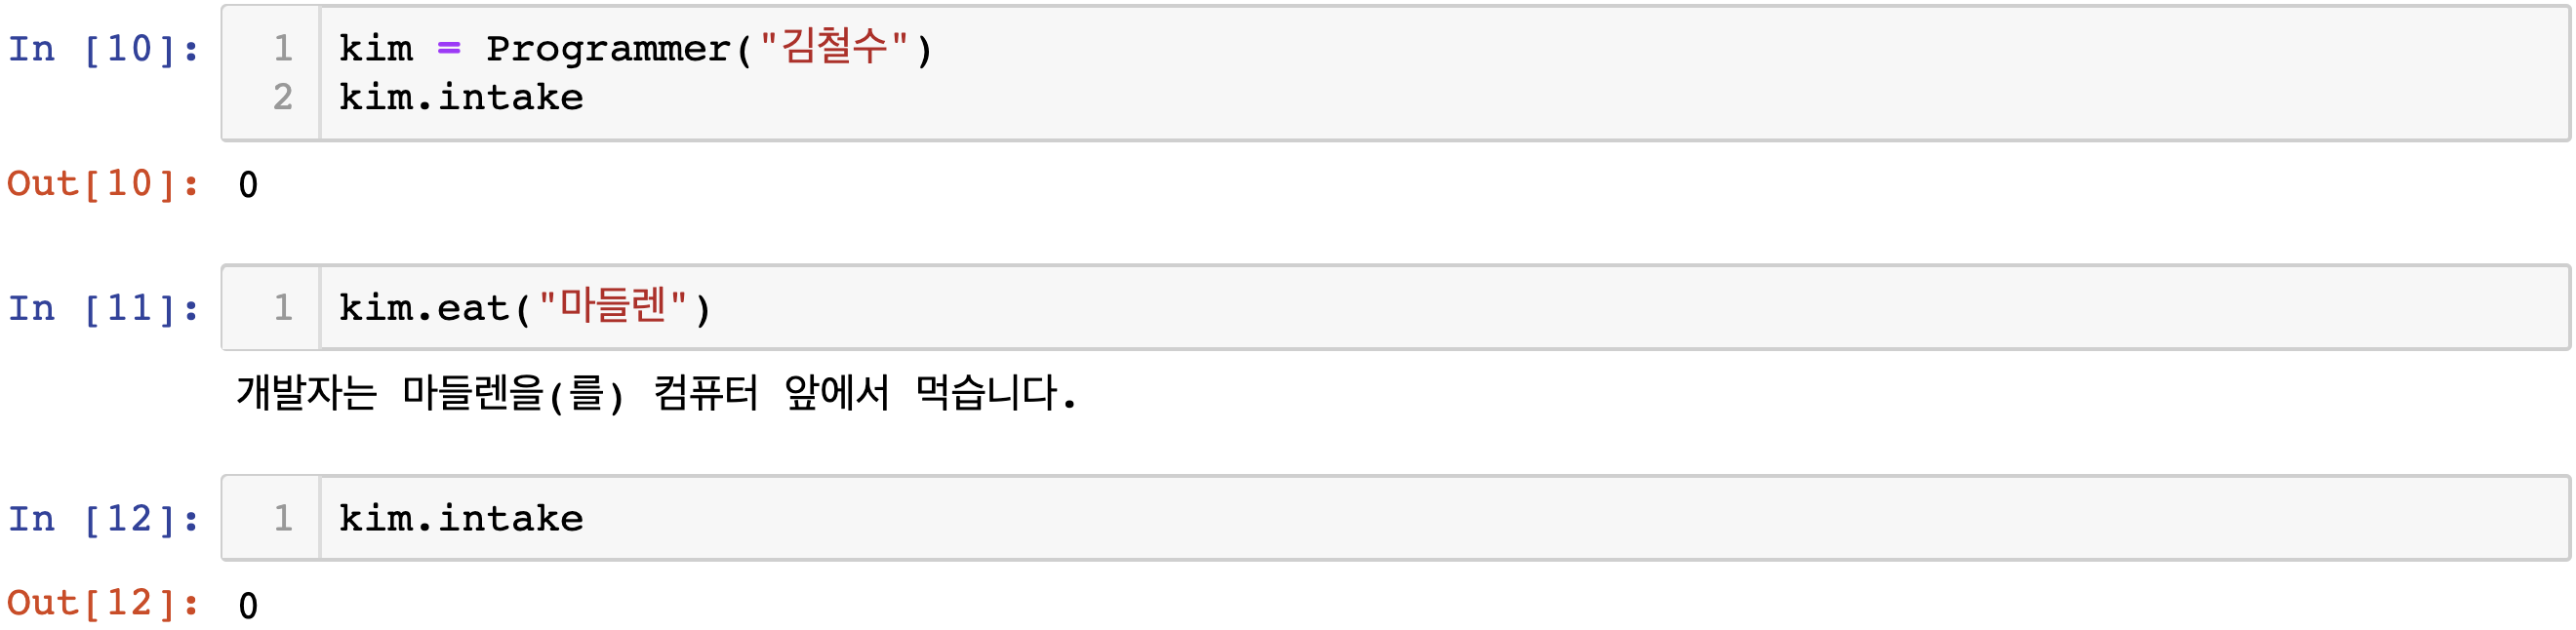 In [10]: 1 kim = Programmer("김철수")
2 kim.intake
Out[10]: 0
In [11]: 1 kim.eat("마들렌")
개발자는 마들렌을(를) 컴퓨터 앞에서 먹습니다.
In [12]: 1 kim.intake
Out[12]: 0